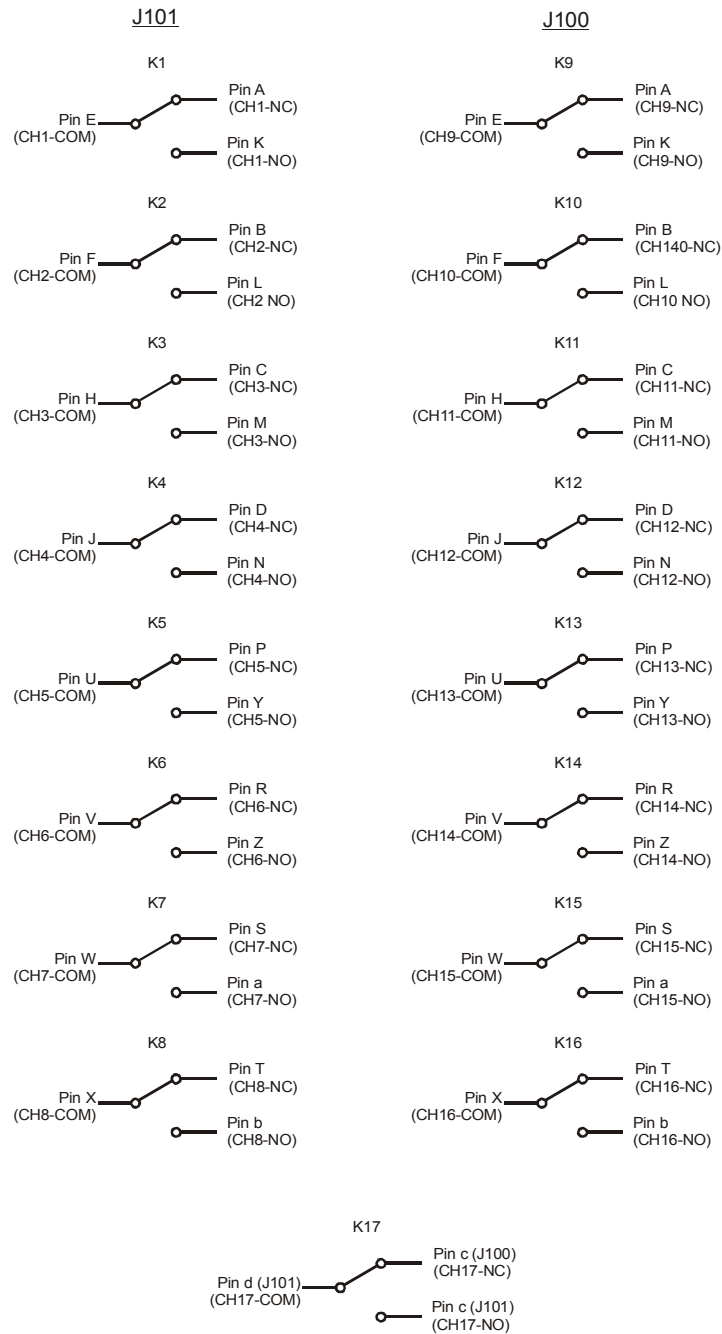 J101
J100
K1
Pin E
(CH1-COM)
Pin A
(CH1-NC)
Pin K
(CH1-NO)
K9
Pin E
(CH9-COM)
Pin A
(CH9-NC)
Pin K
(CH9-NO)
K2
Pin F
(CH2-COM)
Pin B
(CH2-NC)
Pin L
(CH2 NO)
K10
Pin F
(CH10-COM)
Pin B
(CH140-NC)
Pin L
(CH10 NO)
K3
Pin H
(CH3-COM)
Pin C
(CH3-NC)
Pin M
(CH3-NO)
K11
Pin H
(CH11-COM)
Pin C
(CH11-NC)
Pin M
(CH11-NO)
K4
Pin J
(CH4-COM)
Pin D
(CH4-NC)
Pin N
(CH4-NO)
K12
Pin J
(CH12-COM)
Pin D
(CH12-NC)
Pin N
(CH12-NO)
K5
Pin U
(CH5-COM)
Pin P
(CH5-NC)
Pin Y
(CH5-NO)
K13
Pin U
(CH13-COM)
Pin P
(CH13-NC)
Pin Y
(CH13-NO)
K6
Pin V
(CH6-COM)
Pin R
(CH6-NC)
Pin Z
(CH6-NO)
K14
Pin V
(CH14-COM)
Pin R
(CH14-NC)
Pin Z
(CH14-NO)
K7
Pin W
(CH7-COM)
Pin S
(CH7-NC)
Pin a
(CH7-NO)
K15
Pin W
(CH15-COM)
Pin S
(CH15-NC)
Pin a
(CH15-NO)
K8
Pin X
(CH8-COM)
Pin T
(CH8-NC)
Pin b
(CH8-NO)
K16
Pin X
(CH16-COM)
Pin T
(CH16-NC)
Pin b
(CH16-NO)
K17
Pin d (J101)
(CH17-COM)
Pin c (J100)
(CH17-NC)
Pin c (J101)
(CH17-NO)